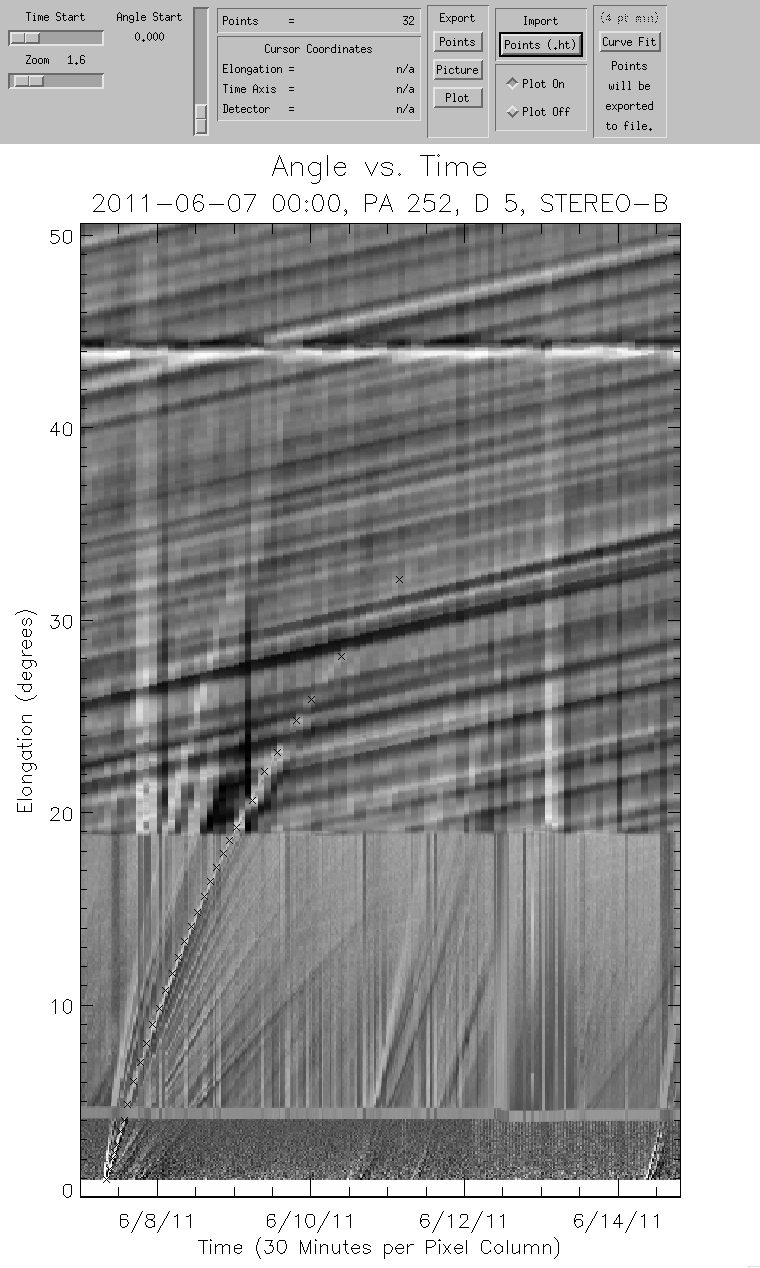 Time Start
Angle Start
0.000
Zoom 1.6
Points = 32
Cursor Coordinates
Elongation = n/a
Time Axis = n/a
Detector = n/a
Export
Points
Picture
Plot
Import
Points (.ht)
Plot On
Plot Off
(4 pt min)
Curve Fit
Points
will be
exported
to file.
Angle vs. Time
2011-06-07 00:00, PA 252, D 5, STEREO-B
50
40
30
20
10
0
Elongation (degrees)
6/8/11 6/10/11 6/12/11 6/14/11
Time (30 Minutes per Pixel Column)